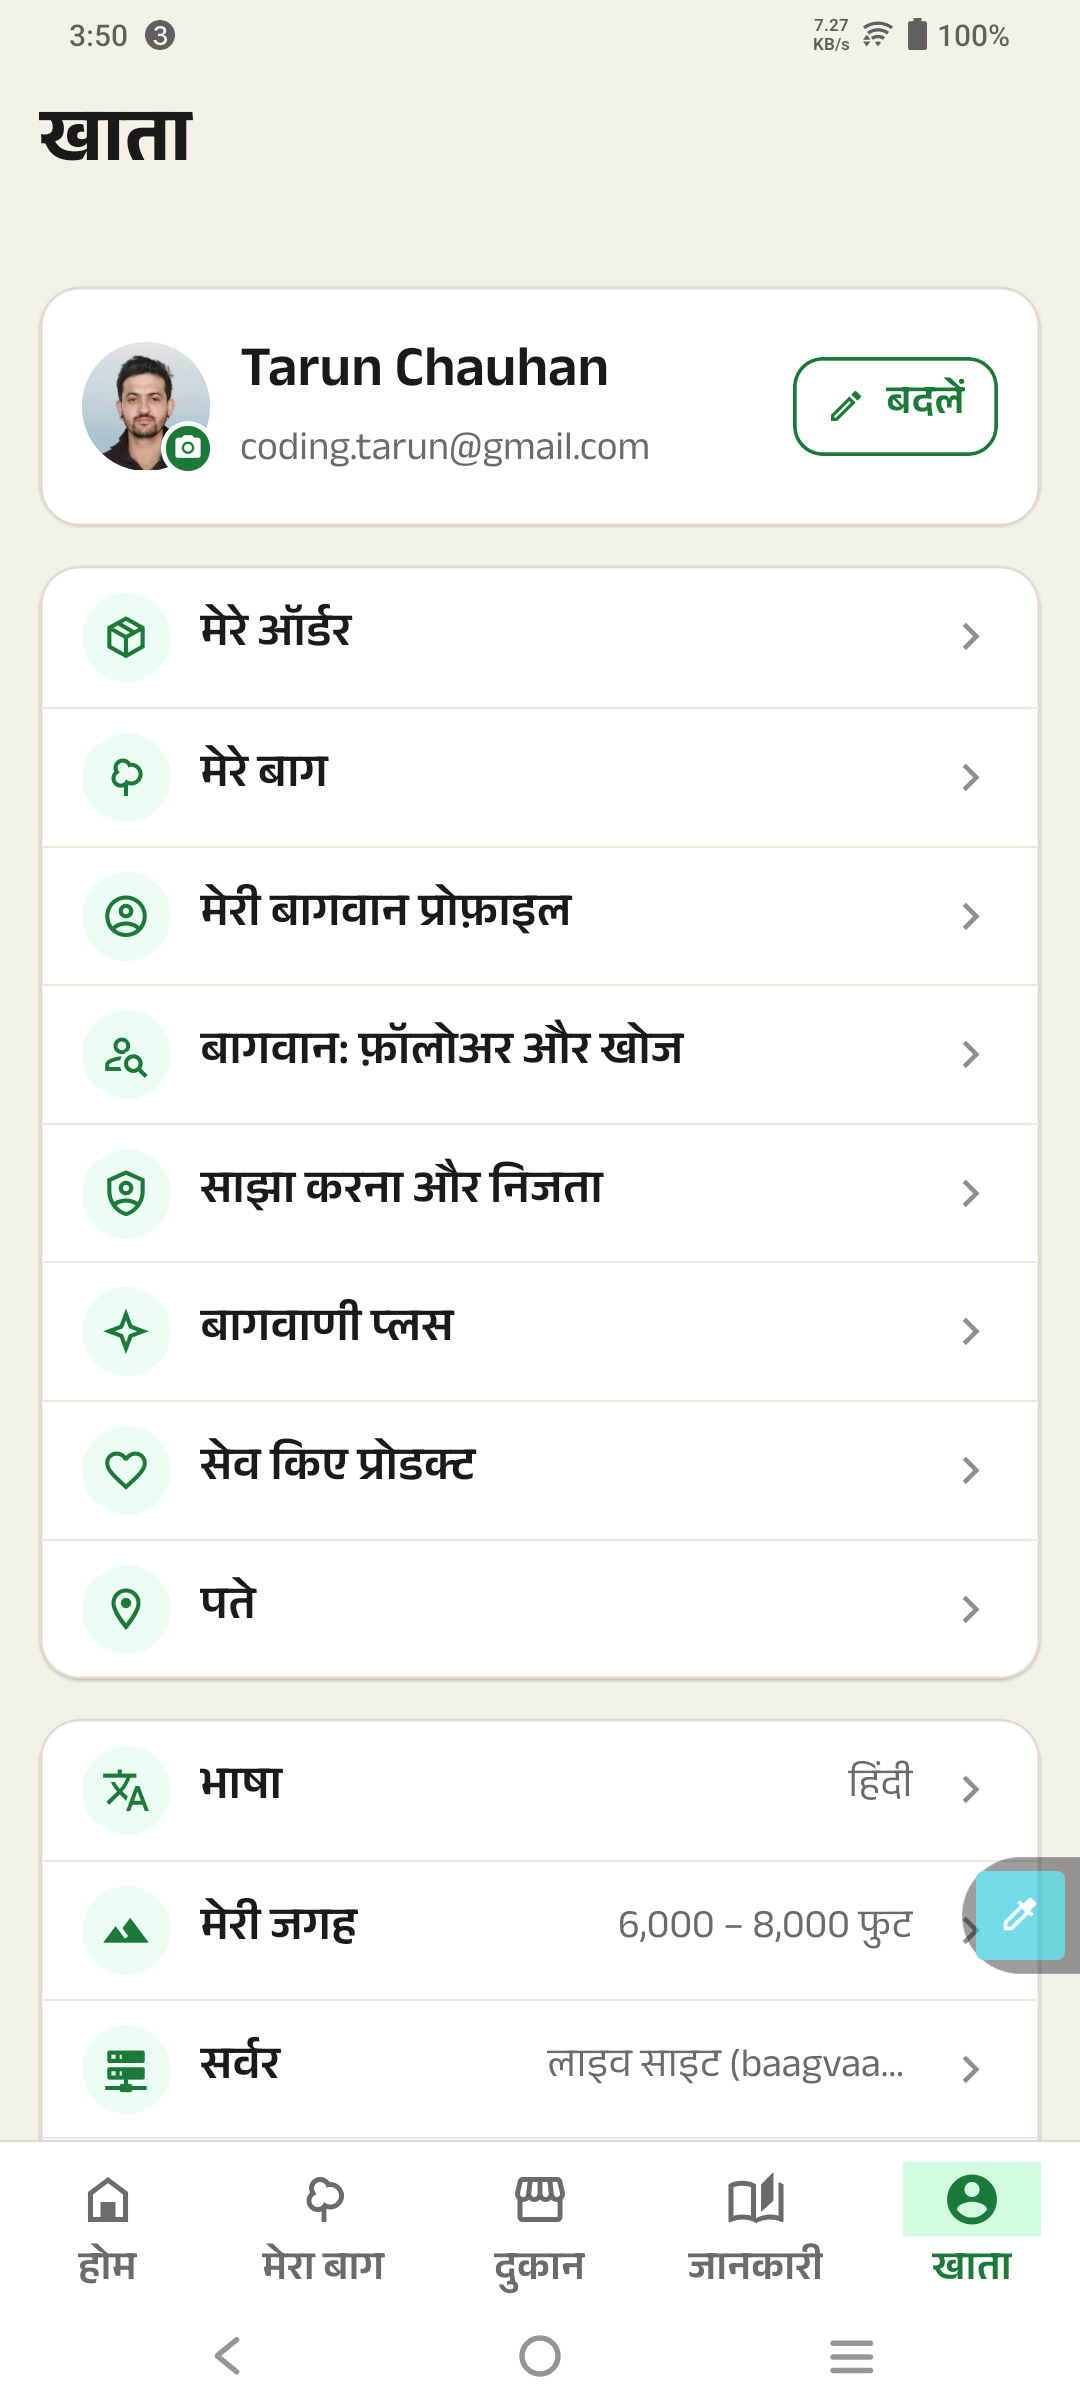 3:50 3 7.27 KB/s 100%
खाता
Tarun Chauhan
coding.tarun@gmail.com
बदलें
मेरे ऑर्डर
मेरे बाग
मेरी बागवान प्रोफ़ाइल
बागवान: फ़ॉलोअर और खोज
साझा करना और निजता
बागवाणी प्लस
सेव किए प्रोडक्ट
पते
भाषा हिंदी
मेरी जगह 6,000 – 8,000 फुट
सर्वर लाइव साइट (baagvaa...
होम मेरा बाग दुकान जानकारी खाता